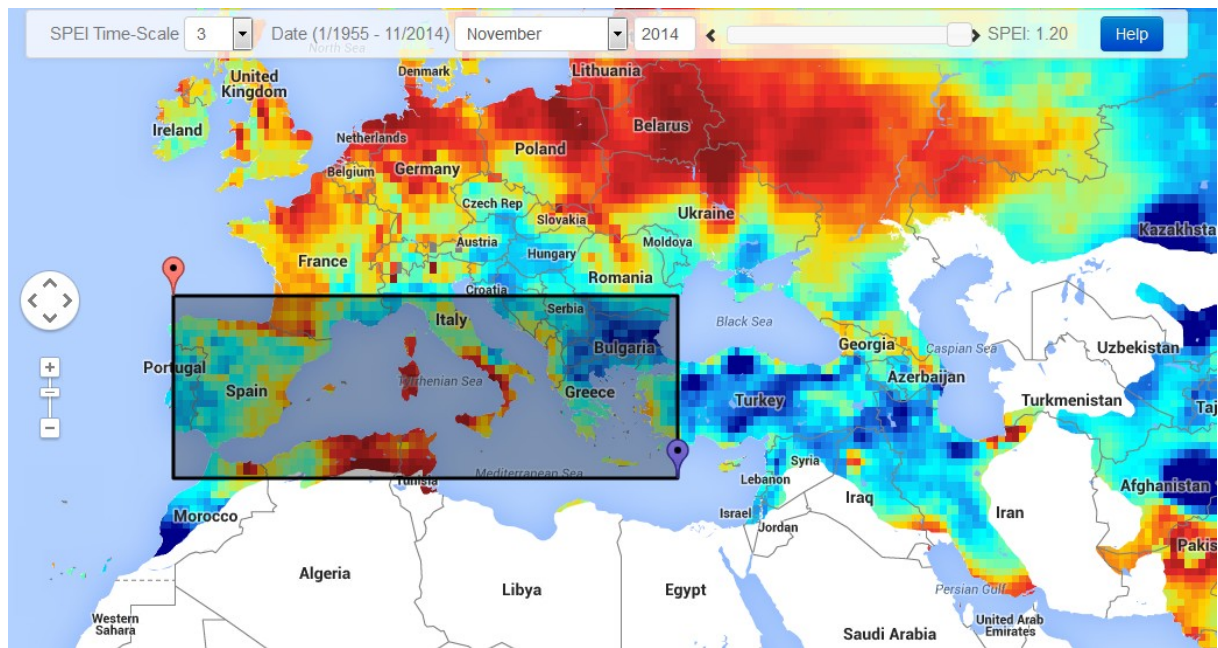 SPEI Time-Scale 3 Date (1/1955 - 11/2014) November 2014 SPEI: 1.20 Help
North Sea
Denmark
Lithuania
United
Kingdom
Ireland
Netherlands
Belarus
Poland
Belgium
Germany
Czech Rep
Slovakia
Ukraine
Austria
Moldova
Hungary
France
Kazakhsta
Romania
Croatia
Serbia
Italy
Black Sea
Bulgaria
Georgia
Caspian Sea
Uzbekistan
Portugal
Tyrrhenian Sea
Azerbaijan
Spain
Greece
Turkey
Turkmenistan
Taj
Syria
Mediterranean Sea
Tunisia
Lebanon
Afghanistan
Iraq
Iran
Morocco
Israel
Jordan
Pakis
Algeria
Libya
Egypt
Persian Gulf
Western
Sahara
United Arab
Emirates
Saudi Arabia